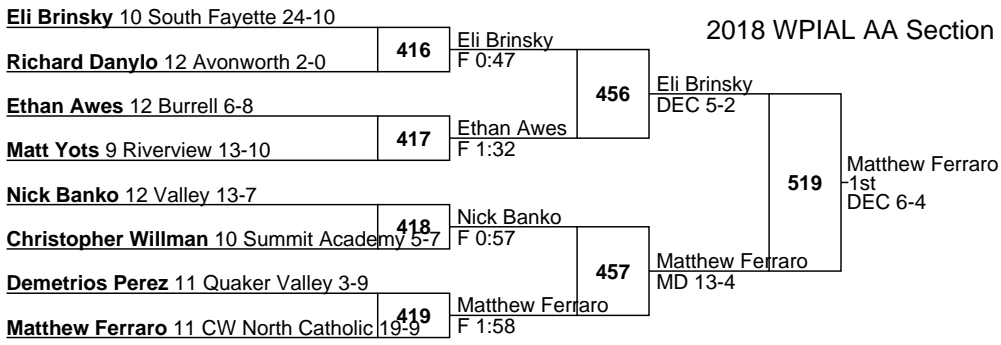 2018 WPIAL AA Section
Eli Brinsky 10 South Fayette 24-10
416
Richard Danylo 12 Avonworth 2-0
Eli Brinsky
F 0:47
Ethan Awes 12 Burrell 6-8
417
Matt Yots 9 Riverview 13-10
Ethan Awes
F 1:32
456
Eli Brinsky
DEC 5-2
Nick Banko 12 Valley 13-7
418
Christopher Willman 10 Summit Academy 5-7
Nick Banko
F 0:57
Demetrios Perez 11 Quaker Valley 3-9
419
Matthew Ferraro 11 CW North Catholic 19-9
Matthew Ferraro
F 1:58
457
Matthew Ferraro
MD 13-4
519
Matthew Ferraro
1st
DEC 6-4